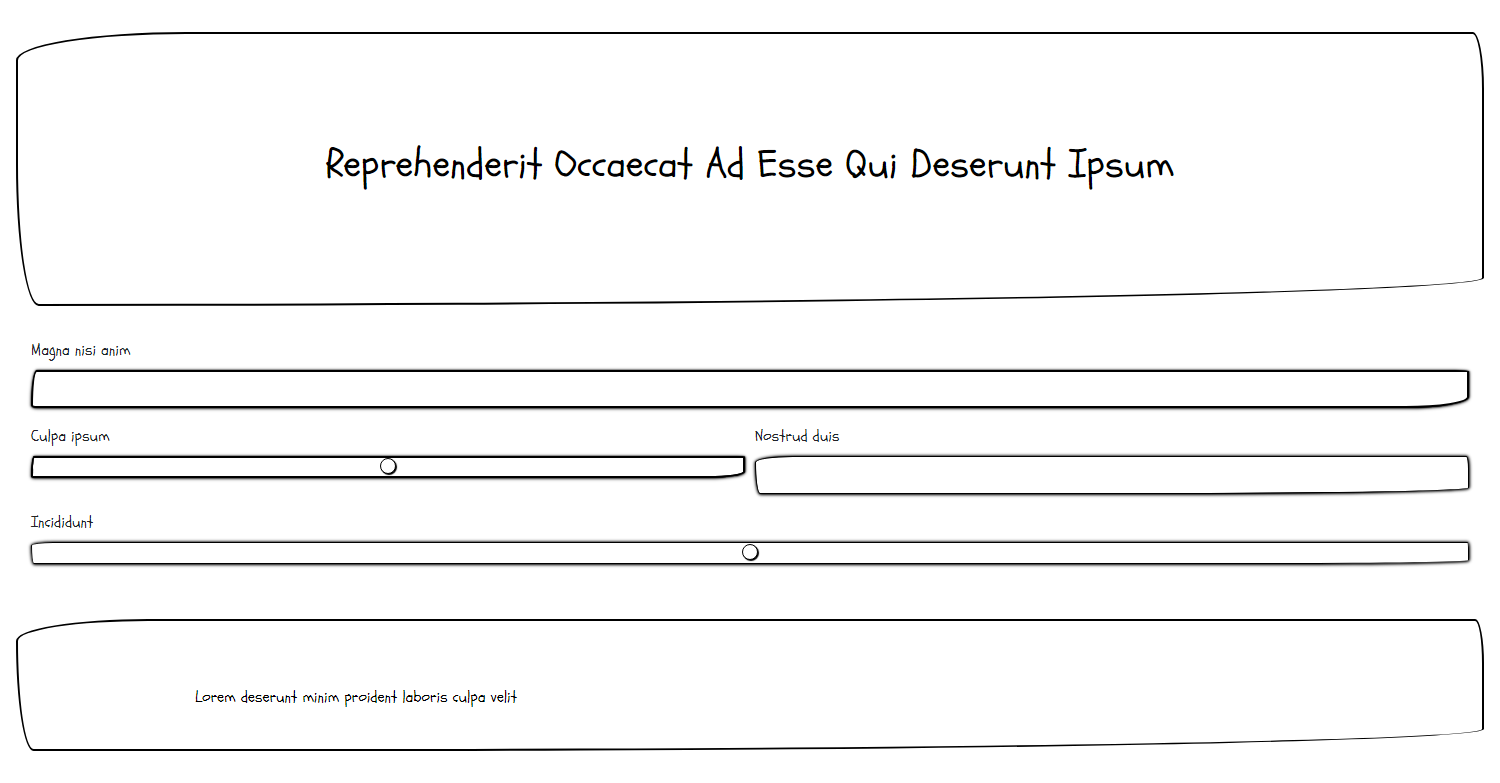 Reprehenderit Occaecat Ad Esse Qui Deserunt Ipsum
Magna nisi anim
Culpa ipsum
Nostrud duis
Incididunt
Lorem deserunt minim proident laboris culpa velit